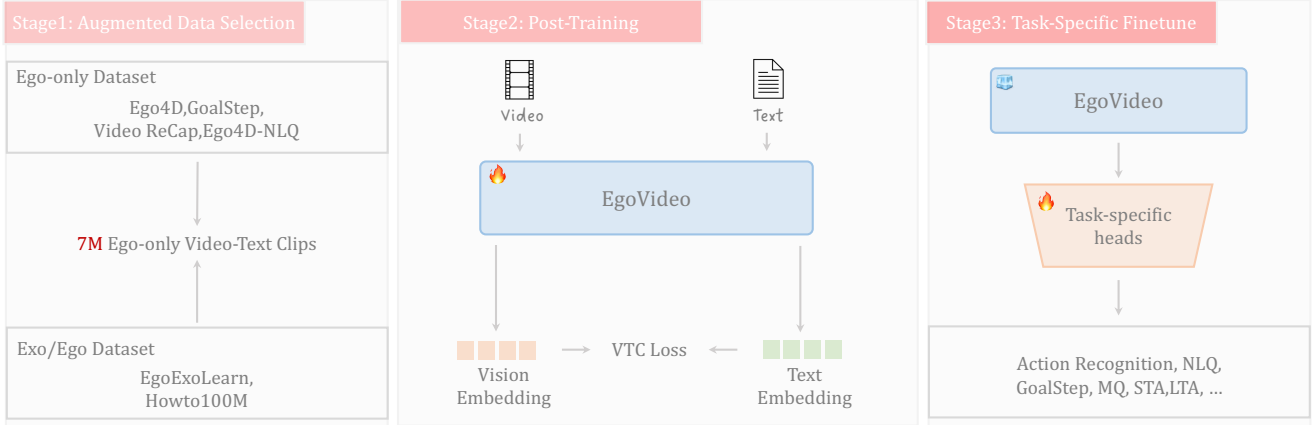 Stage1: Augmented Data Selection
Ego-only Dataset
Ego4D,GoalStep,
Video ReCap,Ego4D-NLQ
7M Ego-only Video-Text Clips
Exo/Ego Dataset
EgoExoLearn,
Howto100M
Stage2: Post-Training
Video
Text
EgoVideo
VTC Loss
Vision
Embedding
Text
Embedding
Stage3: Task-Specific Finetune
EgoVideo
Task-specific
heads
Action Recognition, NLQ,
GoalStep, MQ, STA,LTA, ...